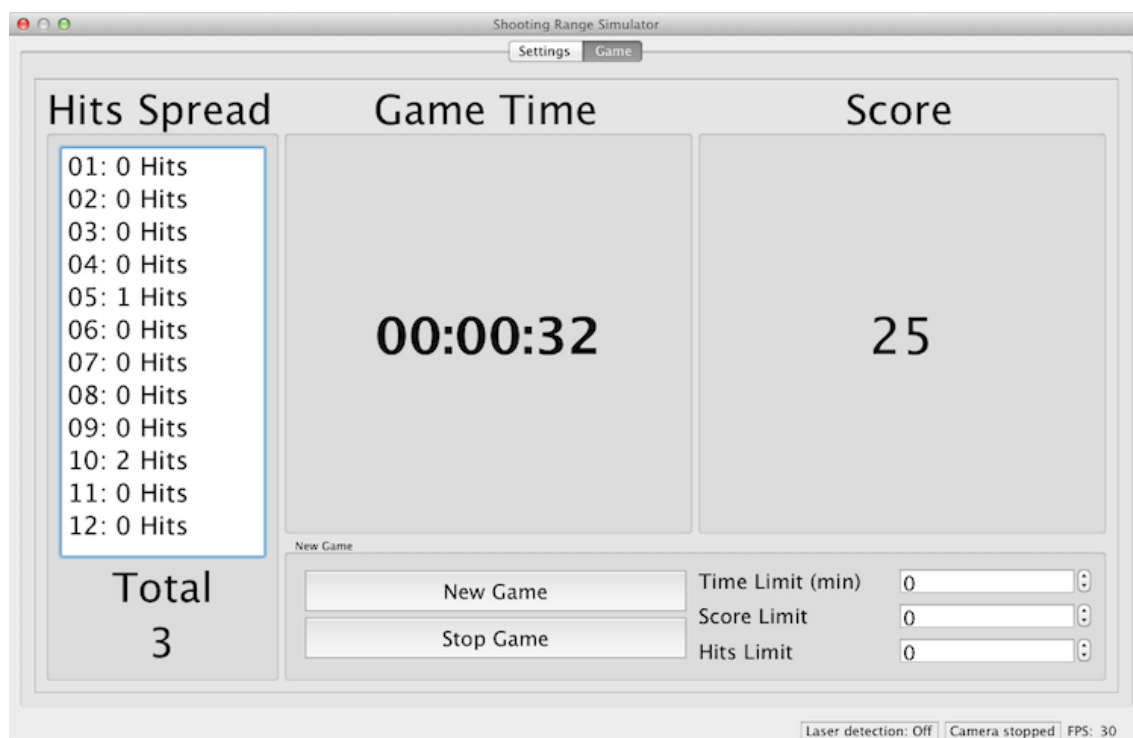 Shooting Range Simulator
Settings Game
Hits Spread
01: 0 Hits
02: 0 Hits
03: 0 Hits
04: 0 Hits
05: 1 Hits
06: 0 Hits
07: 0 Hits
08: 0 Hits
09: 0 Hits
10: 2 Hits
11: 0 Hits
12: 0 Hits
Total
3
Game Time
00:00:32
Score
25
New Game
New Game
Stop Game
Time Limit (min) 0
Score Limit 0
Hits Limit 0
Laser detection: Off Camera stopped FPS: 30